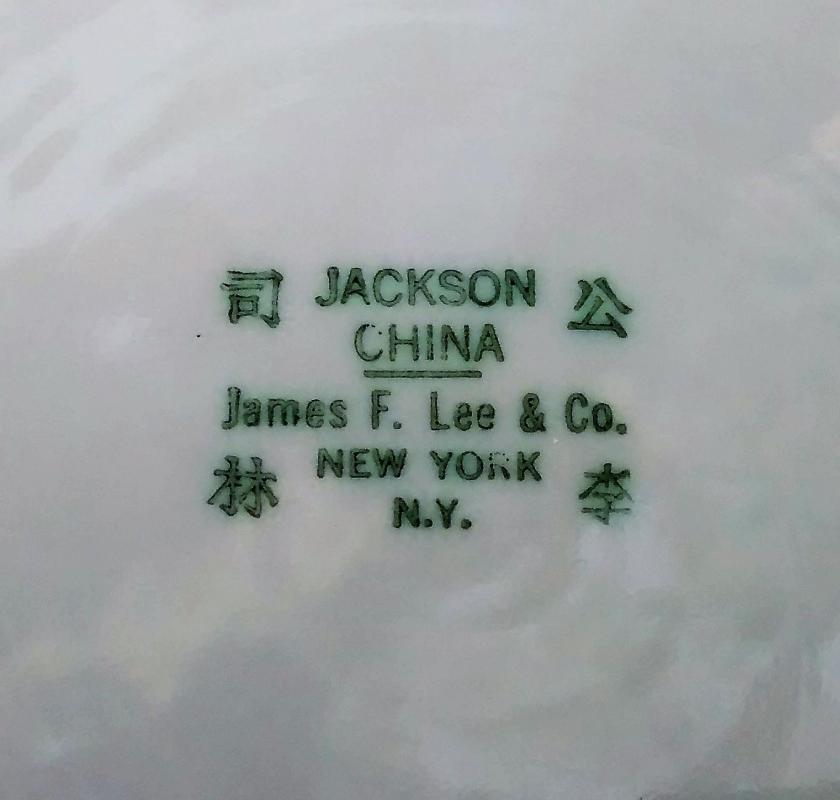 司 JACKSON 公
CHINA
James F. Lee & Co.
林 NEW YORK 李
N.Y.